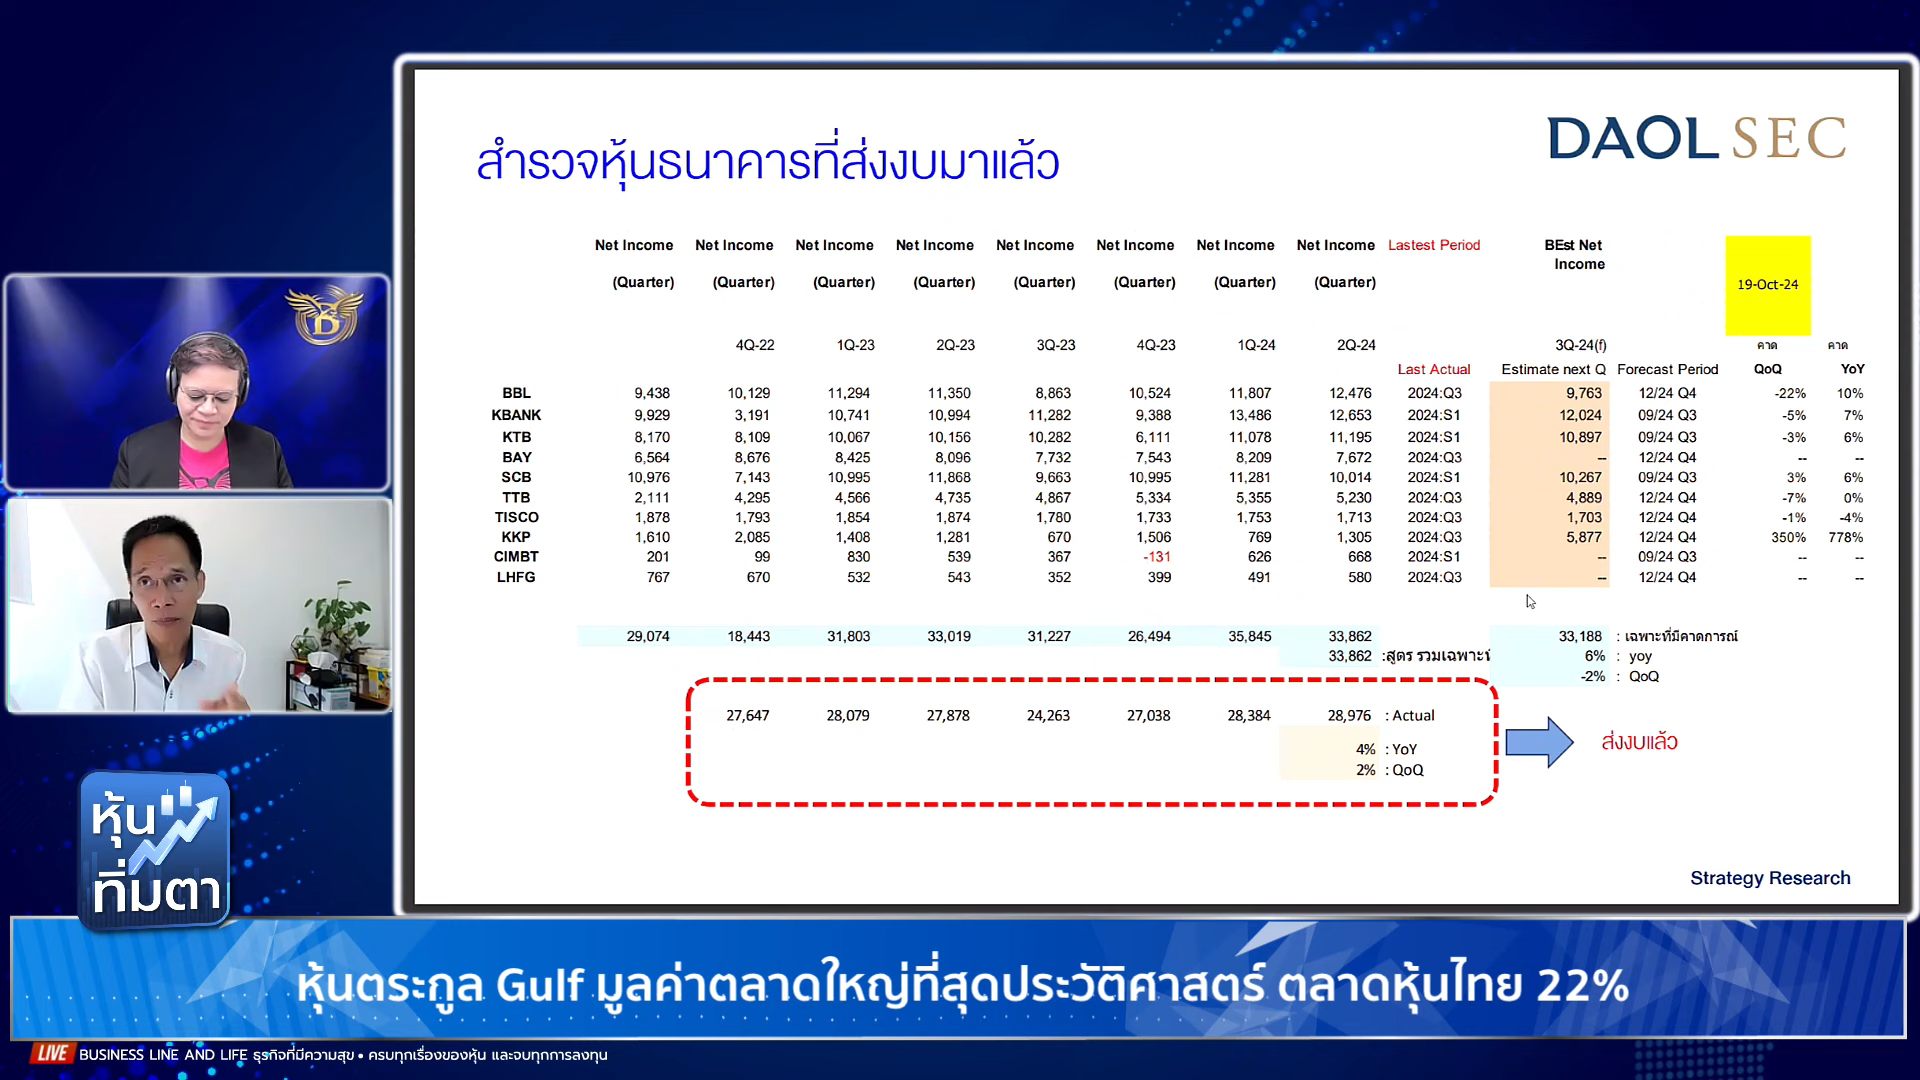 DAOL SEC
สำรวจหุ้นธนาคารที่ส่งงบมาแล้ว
Net Income Net Income Net Income Net Income Net Income Net Income Net Income Net Income Lastest Period BEst Net Income
(Quarter) (Quarter) (Quarter) (Quarter) (Quarter) (Quarter) (Quarter) (Quarter)
19-Oct-24
4Q-22 1Q-23 2Q-23 3Q-23 4Q-23 1Q-24 2Q-24 3Q-24(f) คาด คาด
Last Actual Estimate next Q Forecast Period QoQ YoY
BBL 9,438 10,129 11,294 11,350 8,863 10,524 11,807 12,476 2024:Q3 9,763 12/24 Q4 -22% 10%
KBANK 9,929 3,191 10,741 10,994 11,282 9,388 13,486 12,653 2024:S1 12,024 09/24 Q3 -5% 7%
KTB 8,170 8,109 10,067 10,156 10,282 6,111 11,078 11,195 2024:S1 10,897 09/24 Q3 -3% 6%
BAY 6,564 8,676 8,425 8,096 7,732 7,543 8,209 7,672 2024:Q3 -- 12/24 Q4 -- --
SCB 10,976 7,143 10,995 11,868 9,663 10,995 11,281 10,014 2024:S1 10,267 09/24 Q3 3% 6%
TTB 2,111 4,295 4,566 4,735 4,867 5,334 5,355 5,230 2024:Q3 4,889 12/24 Q4 -7% 0%
TISCO 1,878 1,793 1,854 1,874 1,780 1,733 1,753 1,713 2024:Q3 1,703 12/24 Q4 -1% -4%
KKP 1,610 2,085 1,408 1,281 670 1,506 769 1,305 2024:Q3 5,877 12/24 Q4 350% 778%
CIMBT 201 99 830 539 367 -131 626 668 2024:S1 -- 09/24 Q3 -- --
LHFG 767 670 532 543 352 399 491 580 2024:Q3 -- 12/24 Q4 -- --
29,074 18,443 31,803 33,019 31,227 26,494 35,845 33,862 33,188 : เฉพาะที่มีคาดการณ์
33,862 :สูตร รวมเฉพาะ 6% : yoy
-2% : QoQ
27,647 28,079 27,878 24,263 27,038 28,384 28,976 : Actual
4% : YoY
2% : QoQ
ส่งงบแล้ว
Strategy Research
หุ้น
ทิ่มตา
หุ้นตระกูล Gulf มูลค่าตลาดใหญ่ที่สุดประวัติศาสตร์ ตลาดหุ้นไทย 22%
LIVE BUSINESS LINE AND LIFE ธุรกิจที่มีความสุข • ครบทุกเรื่องของหุ้น และจบทุกการลงทุน